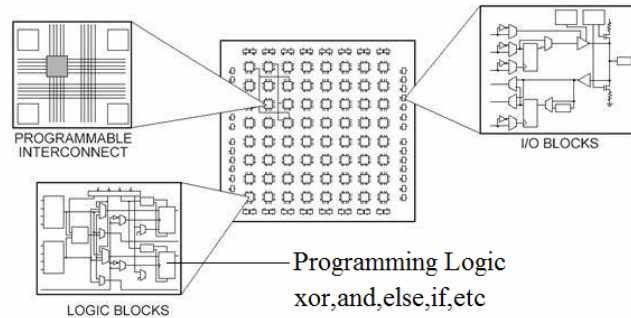 PROGRAMMABLE
INTERCONNECT
I/O BLOCKS
LOGIC BLOCKS
Programming Logic
xor,and,else,if,etc